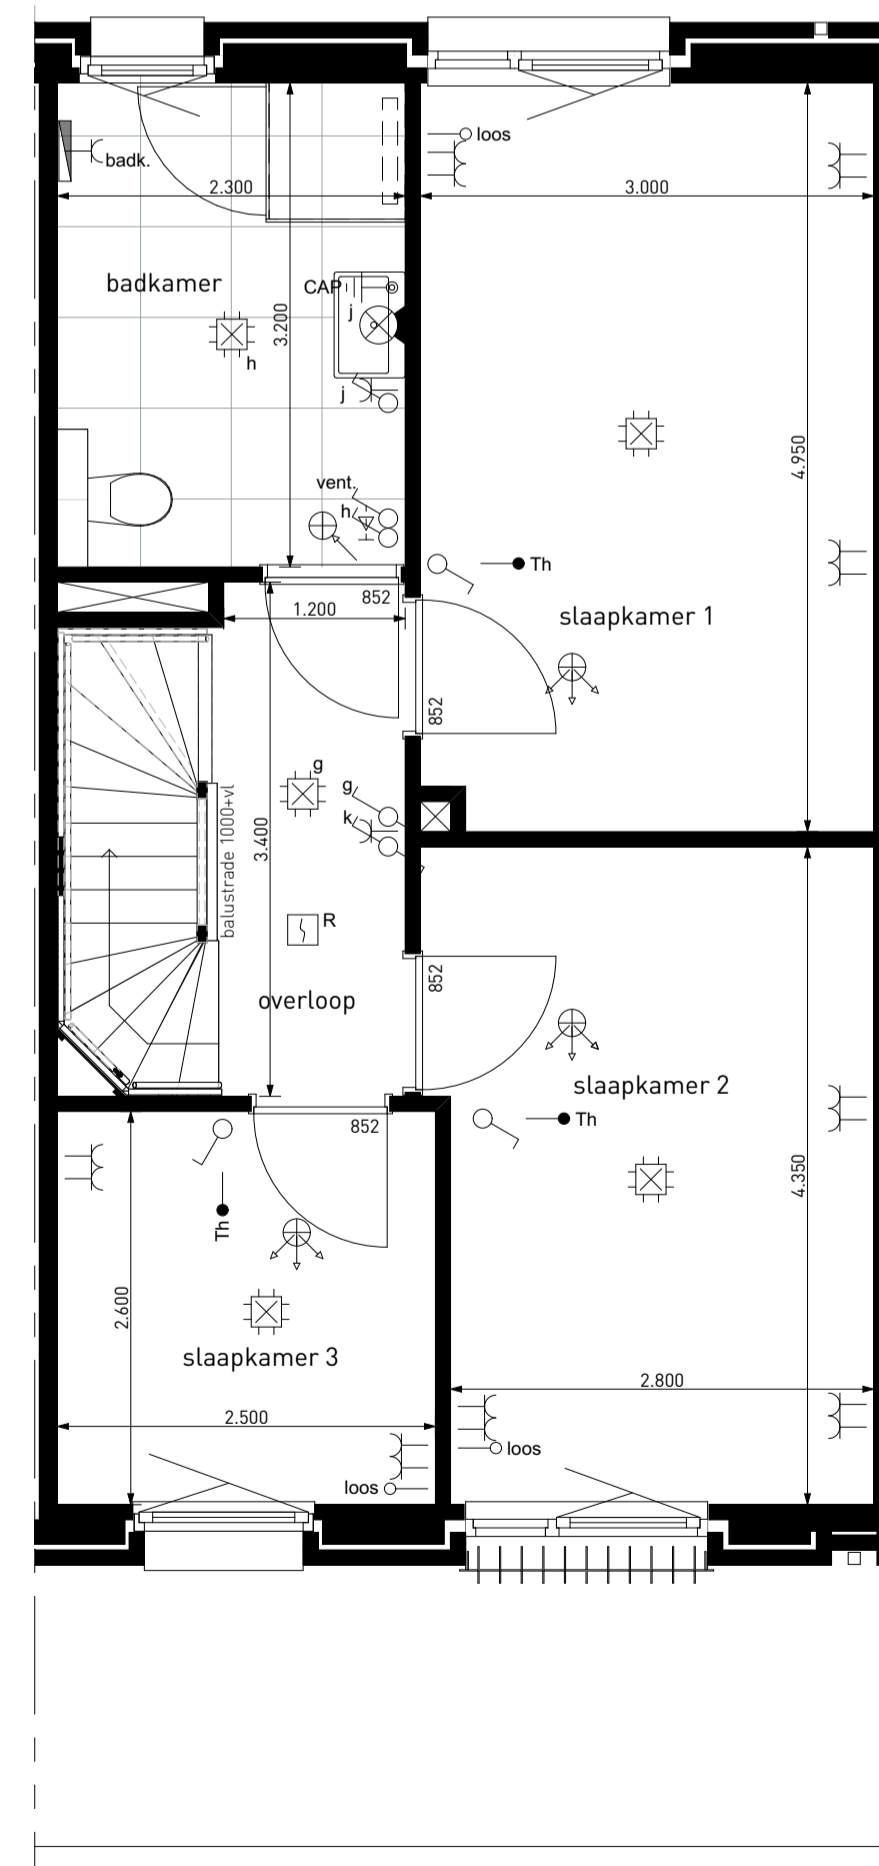 loos
badk.
2.300
3.000
badkamer
CAP
j
3.200
h
j
4.950
vent.
h
Th
852
1.200
slaapkamer 1
852
g
g
k
balustrade 1000+vl
3.400
R
852
overloop
slaapkamer 2
852
Th
4.350
Th
2.600
slaapkamer 3
2.800
2.500
loos
loos